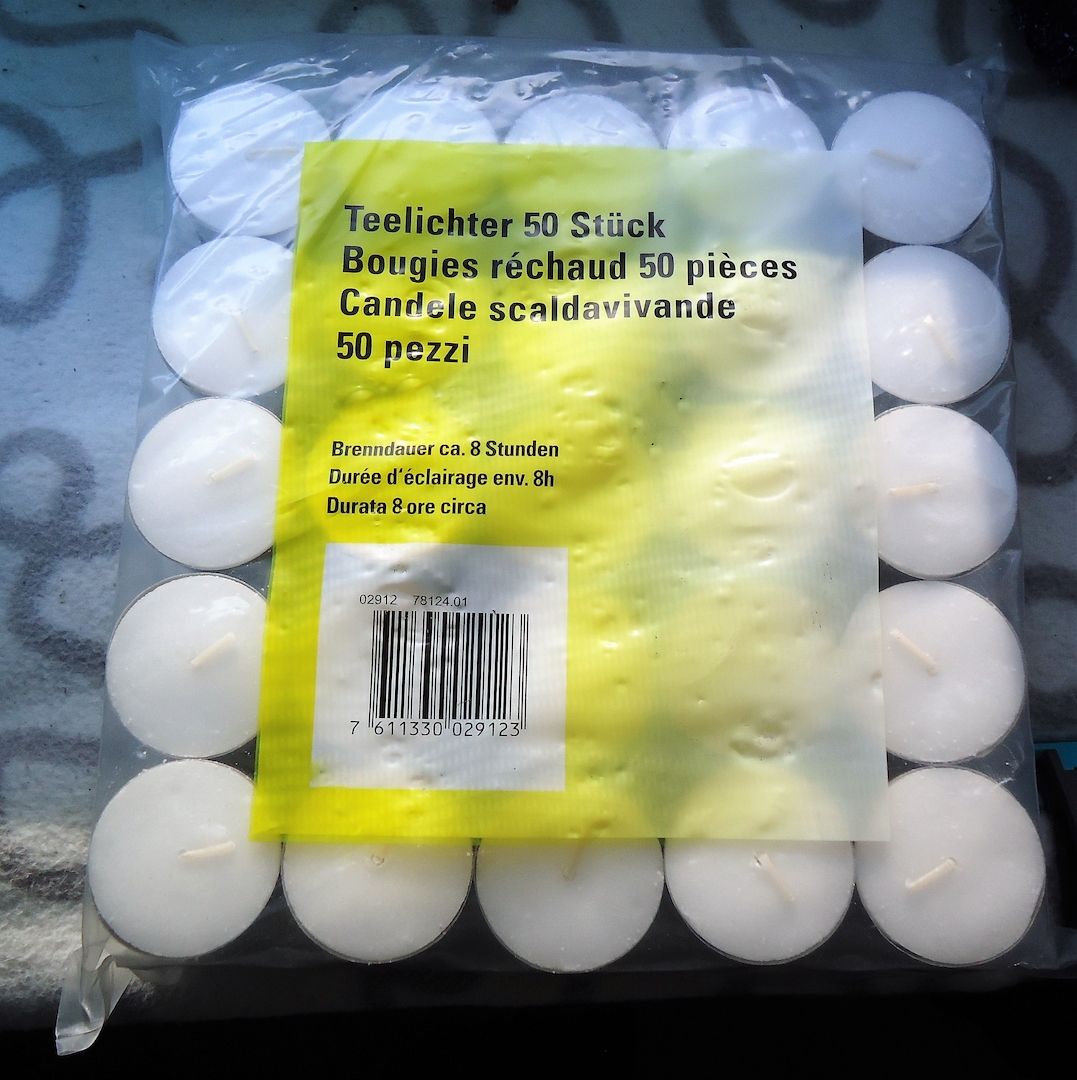 Teelichter 50 Stück
Bougies réchaud 50 pièces
Candele scaldavivande
50 pezzi
Brenndauer ca. 8 Stunden
Durée d'éclairage env. 8h
Durata 8 ore circa
02912 78124.01
7 611330 029123